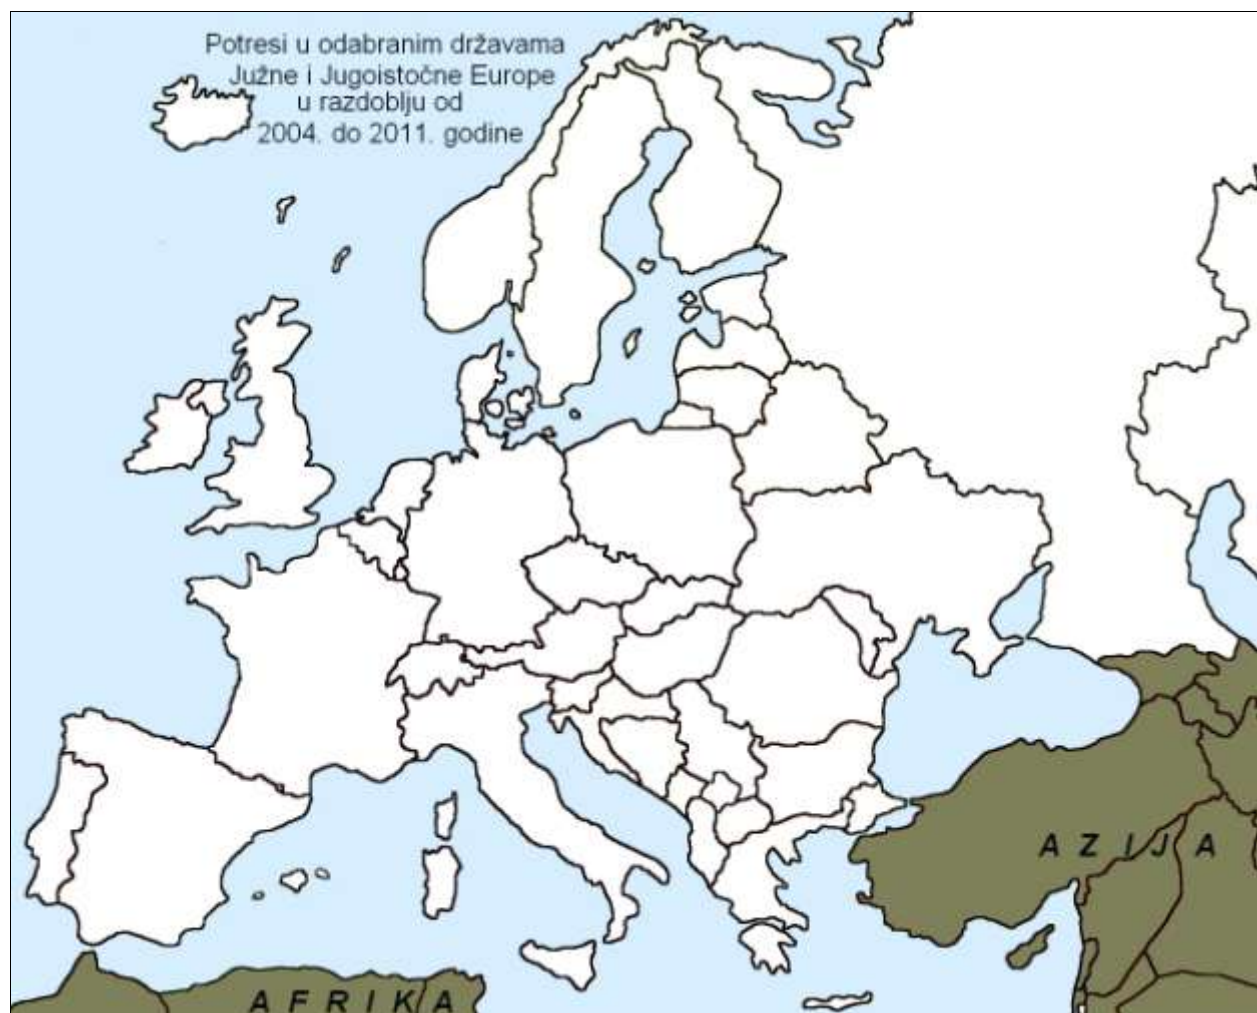 Potresi u odabranim državama
Južne i Jugoistočne Europe
u razdoblju od
2004. do 2011. godine
AZIJA
AFRIKA